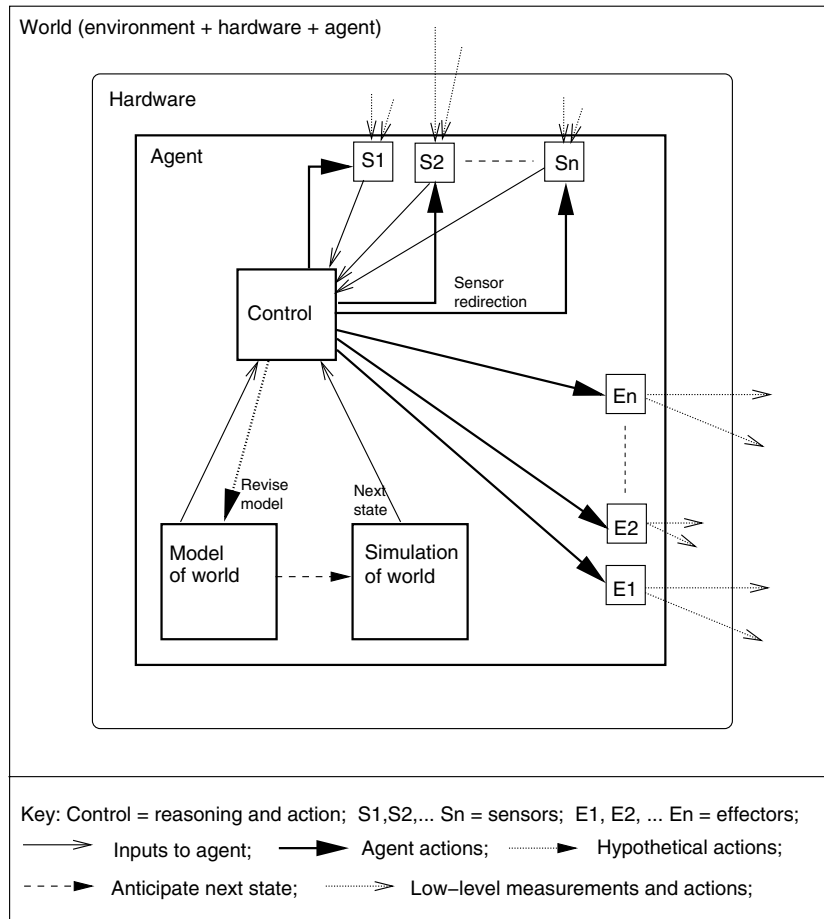 World (environment + hardware + agent)
Hardware
Agent
S1
S2
Sn
Sensor
redirection
Control
En
Revise
model
Next
state
E2
Model
of world
Simulation
of world
E1
Key: Control = reasoning and action; S1,S2,... Sn = sensors; E1, E2, ... En = effectors;
Inputs to agent; Agent actions; Hypothetical actions;
Anticipate next state; Low–level measurements and actions;